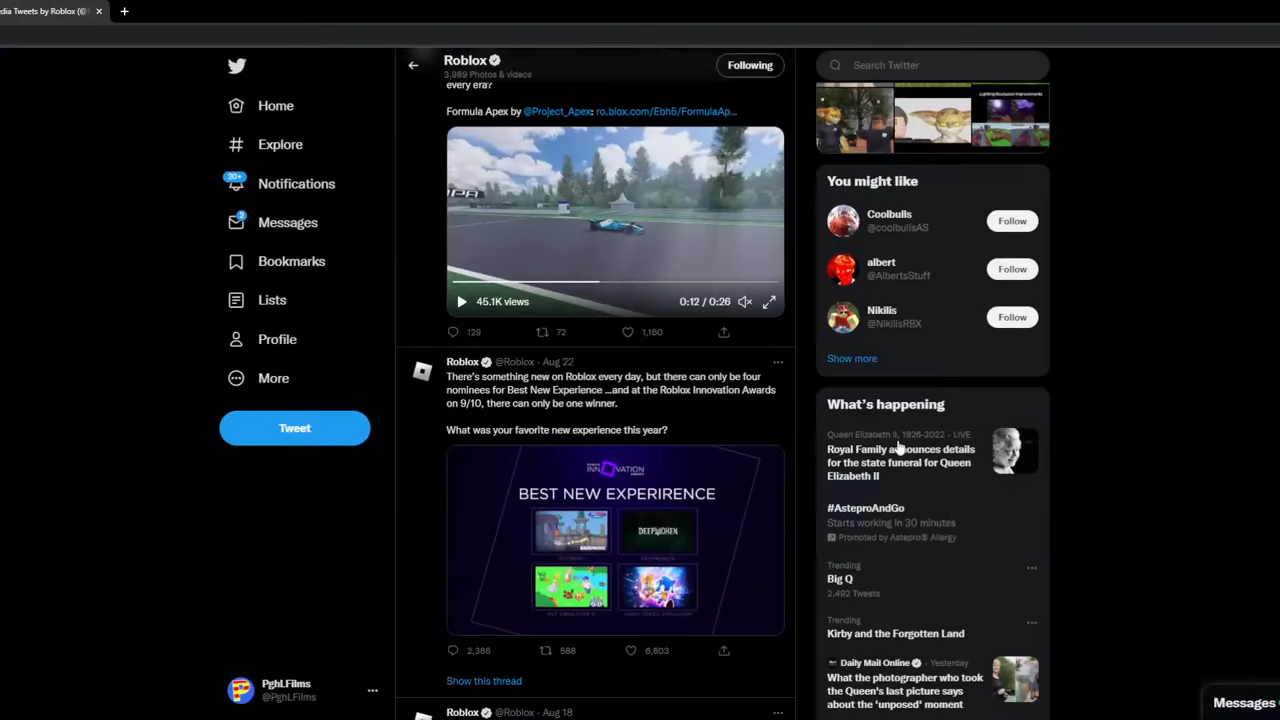 edia Tweets by Roblox (@
Roblox
3,989 Photos & videos
Following
Search Twitter
Home
Explore
20+
Notifications
2
Messages
Bookmarks
Lists
Profile
More
Tweet
PghLFilms
@PghLFilms
every era?
Formula Apex by @Project_Apex: ro.blox.com/Ebh5/FormulaAp...
45.1K views
0:12 / 0:26
129
72
1,160
Roblox @Roblox · Aug 22
There's something new on Roblox every day, but there can only be four
nominees for Best New Experience ...and at the Roblox Innovation Awards
on 9/10, there can only be one winner.
What was your favorite new experience this year?
INNOVATION
BEST NEW EXPERIRENCE
DEEPWOKEN
2,386
588
6,603
Show this thread
Roblox @Roblox · Aug 18
You might like
Coolbulls
@coolbullsAS
Follow
albert
@AlbertsStuff
Follow
Nikilis
@NikilisRBX
Follow
Show more
What's happening
Queen Elizabeth II, 1926-2022 · LIVE
Royal Family announces details
for the state funeral for Queen
Elizabeth II
#AsteproAndGo
Starts working in 30 minutes
Promoted by Astepro® Allergy
Trending
Big Q
2,492 Tweets
Trending
Kirby and the Forgotten Land
Daily Mail Online · Yesterday
What the photographer who took
the Queen's last picture says
about the 'unposed' moment
Messages